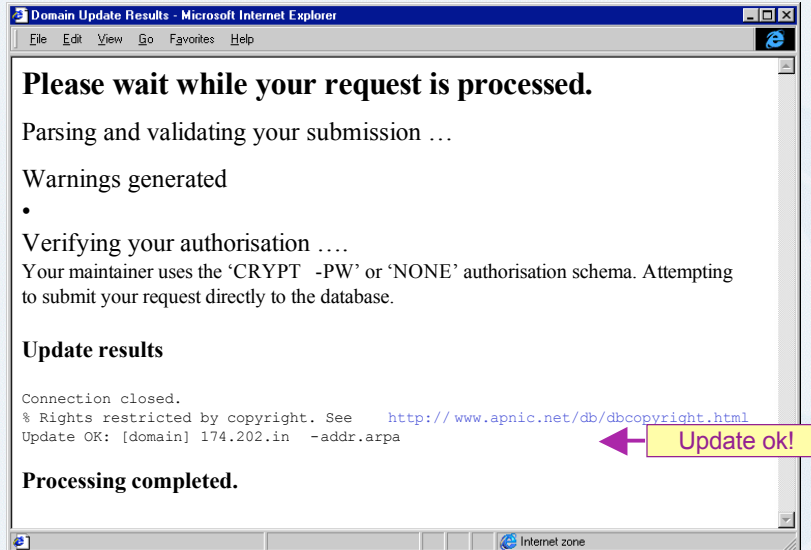 Domain Update Results - Microsoft Internet Explorer
File Edit View Go Favorites Help
Please wait while your request is processed.
Parsing and validating your submission …
Warnings generated
•
Verifying your authorisation ….
Your maintainer uses the ‘CRYPT -PW’ or ‘NONE’ authorisation schema. Attempting
to submit your request directly to the database.
Update results
Connection closed.
% Rights restricted by copyright. See http:// www.apnic.net/db/dbcopyright.html
Update OK: [domain] 174.202.in -addr.arpa
Update ok!
Processing completed.
Internet zone